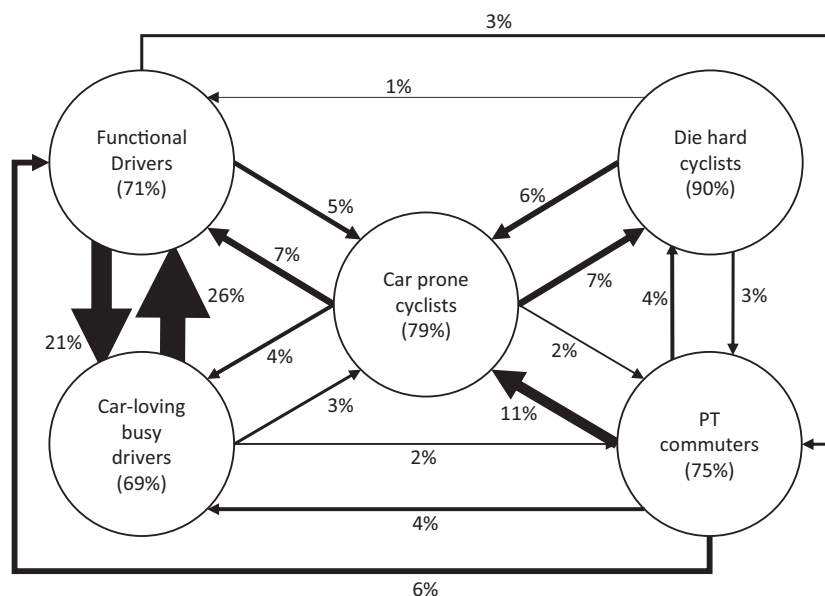 3%
1%
Functional
Drivers
(71%)
Die hard
cyclists
(90%)
5%
6%
7%
Car prone
cyclists
(79%)
7%
26%
4%
3%
21%
4%
2%
Car-loving
busy
drivers
(69%)
3%
11%
PT
commuters
(75%)
2%
4%
6%